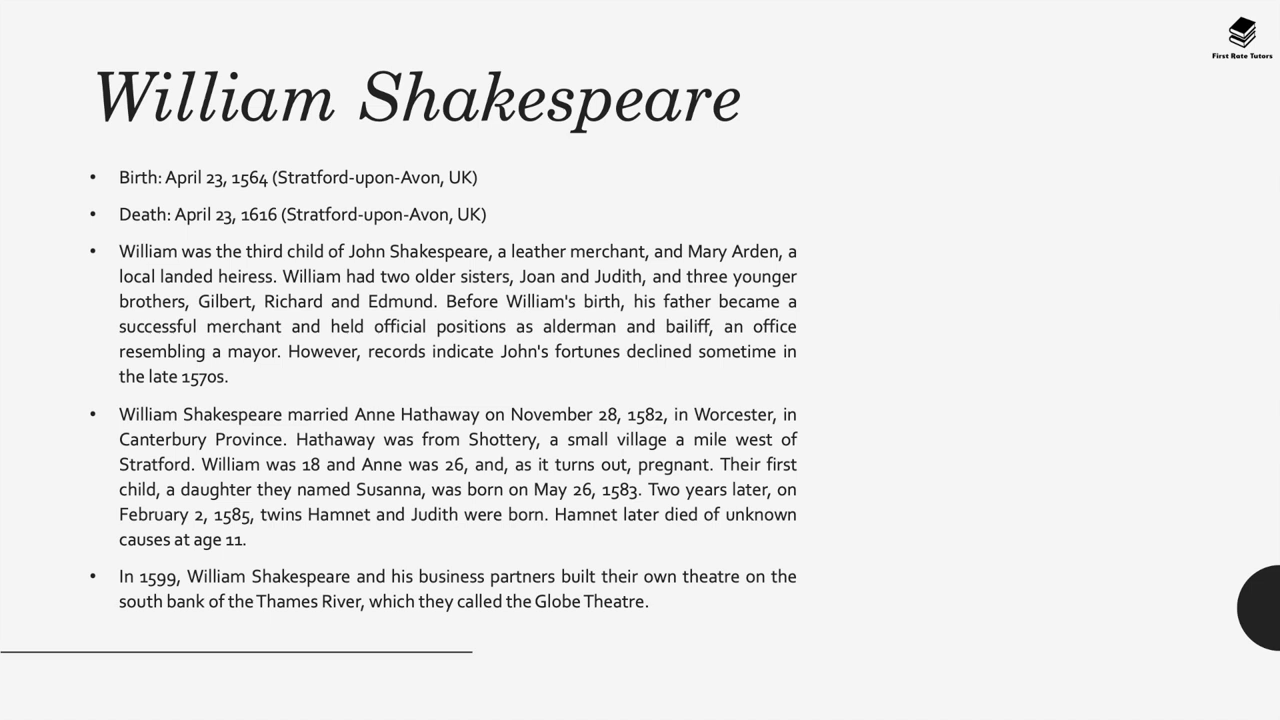 First Rate Tutors
William Shakespeare
• Birth: April 23, 1564 (Stratford-upon-Avon, UK)
• Death: April 23, 1616 (Stratford-upon-Avon, UK)
• William was the third child of John Shakespeare, a leather merchant, and Mary Arden, a
local landed heiress. William had two older sisters, Joan and Judith, and three younger
brothers, Gilbert, Richard and Edmund. Before William's birth, his father became a
successful merchant and held official positions as alderman and bailiff, an office
resembling a mayor. However, records indicate John's fortunes declined sometime in
the late 1570s.
• William Shakespeare married Anne Hathaway on November 28, 1582, in Worcester, in
Canterbury Province. Hathaway was from Shottery, a small village a mile west of
Stratford. William was 18 and Anne was 26, and, as it turns out, pregnant. Their first
child, a daughter they named Susanna, was born on May 26, 1583. Two years later, on
February 2, 1585, twins Hamnet and Judith were born. Hamnet later died of unknown
causes at age 11.
• In 1599, William Shakespeare and his business partners built their own theatre on the
south bank of the Thames River, which they called the Globe Theatre.